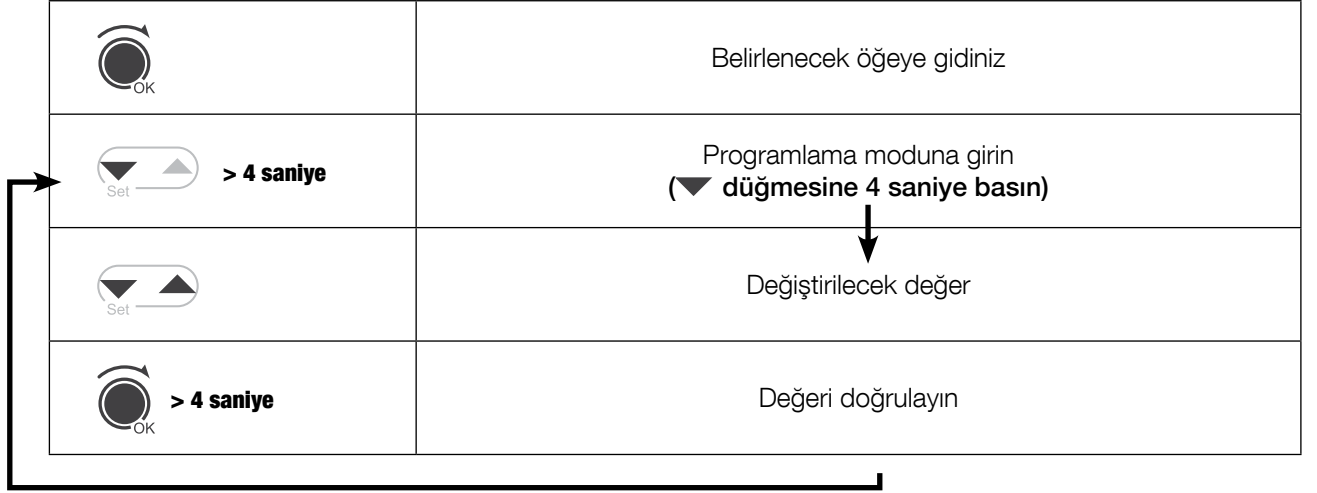 OK
Belirlenecek öğeye gidiniz
Set
> 4 saniye
Programlama moduna girin
(▼ düğmesine 4 saniye basın)
Set
Değiştirilecek değer
OK
> 4 saniye
Değeri doğrulayın